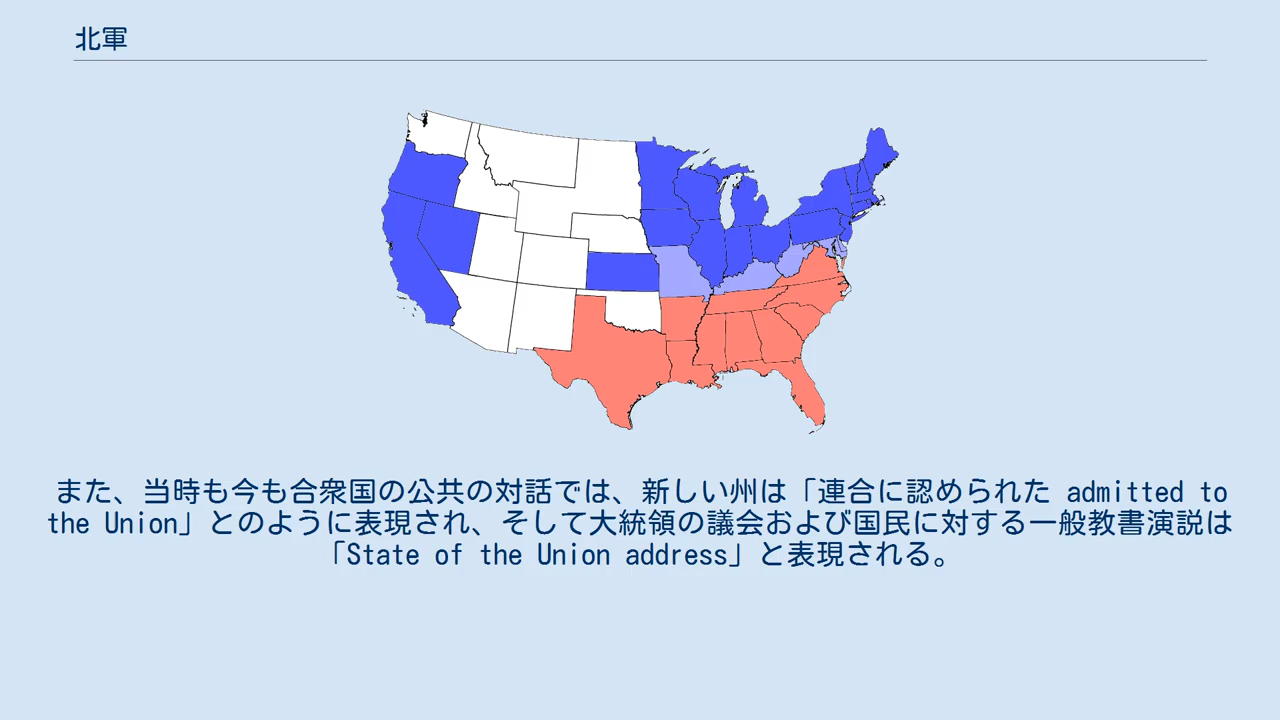 北軍
また、当時も今も合衆国の公共の対話では、新しい州は「連合に認められた admitted to
the Union」とのように表現され、そして大統領の議会および国民に対する一般教書演説は
「State of the Union address」と表現される。